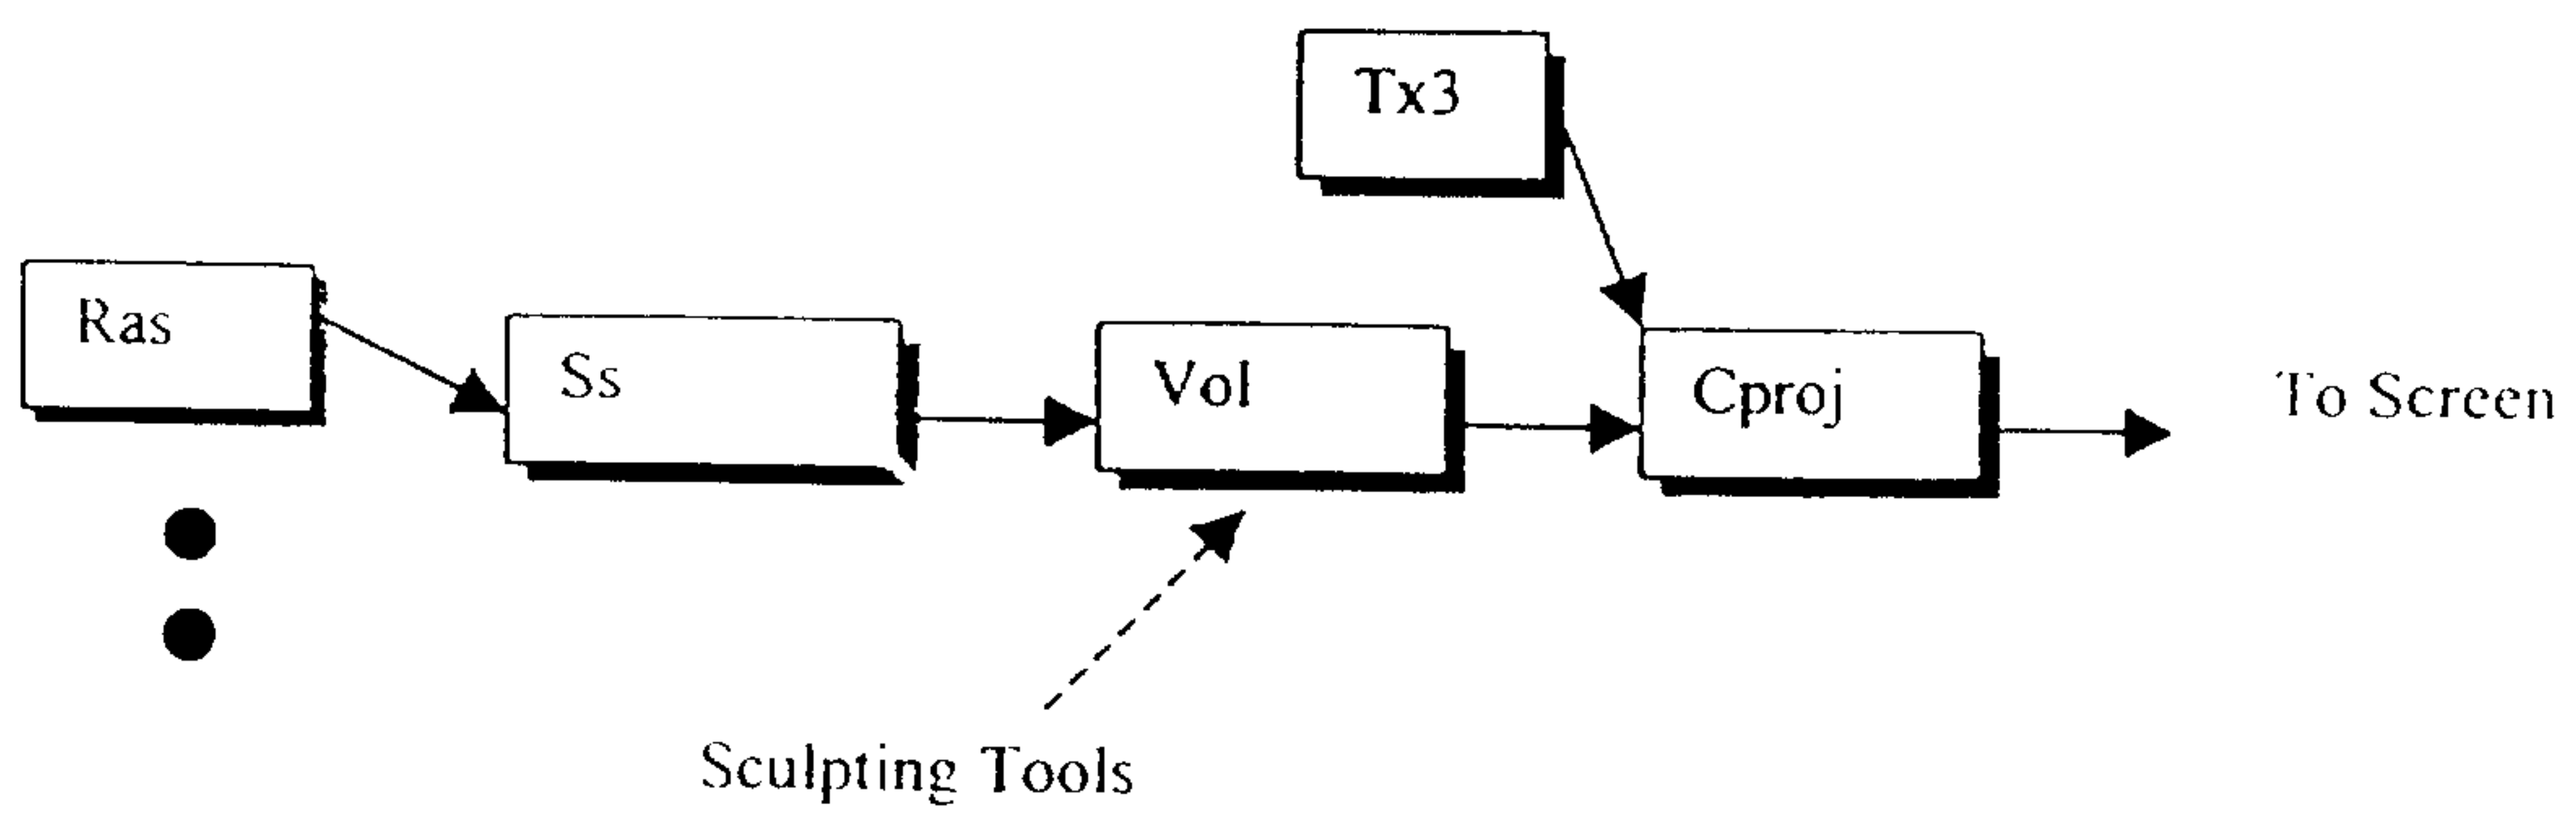 Tx3
Ras
Ss
Vol
Cproj
To Screen
Sculpting Tools